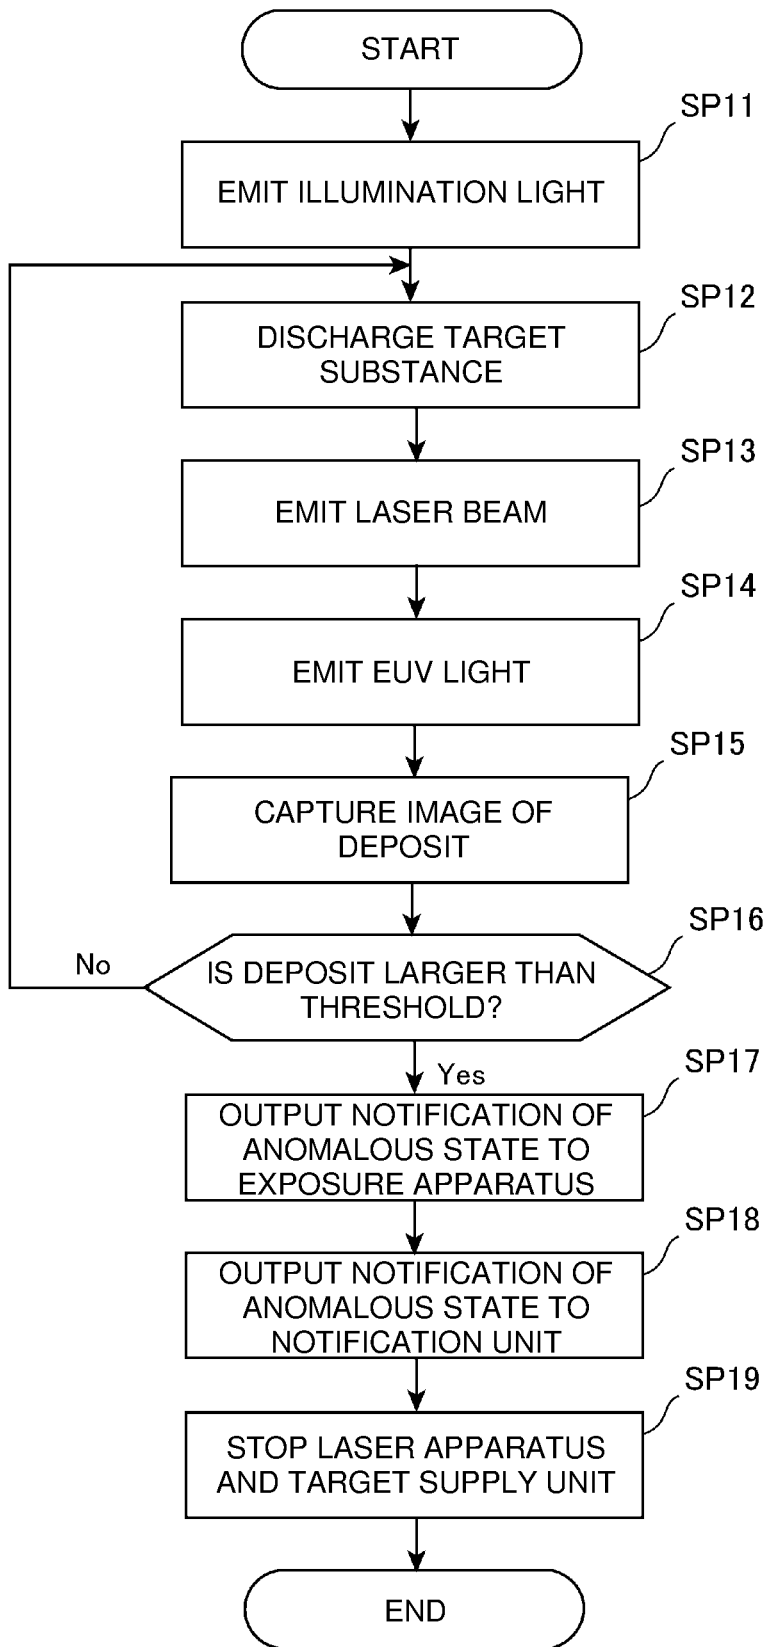 START
SP11
EMIT ILLUMINATION LIGHT
SP12
DISCHARGE TARGET
SUBSTANCE
SP13
EMIT LASER BEAM
SP14
EMIT EUV LIGHT
SP15
CAPTURE IMAGE OF
DEPOSIT
SP16
No
IS DEPOSIT LARGER THAN
THRESHOLD?
Yes
SP17
OUTPUT NOTIFICATION OF
ANOMALOUS STATE TO
EXPOSURE APPARATUS
SP18
OUTPUT NOTIFICATION OF
ANOMALOUS STATE TO
NOTIFICATION UNIT
SP19
STOP LASER APPARATUS
AND TARGET SUPPLY UNIT
END